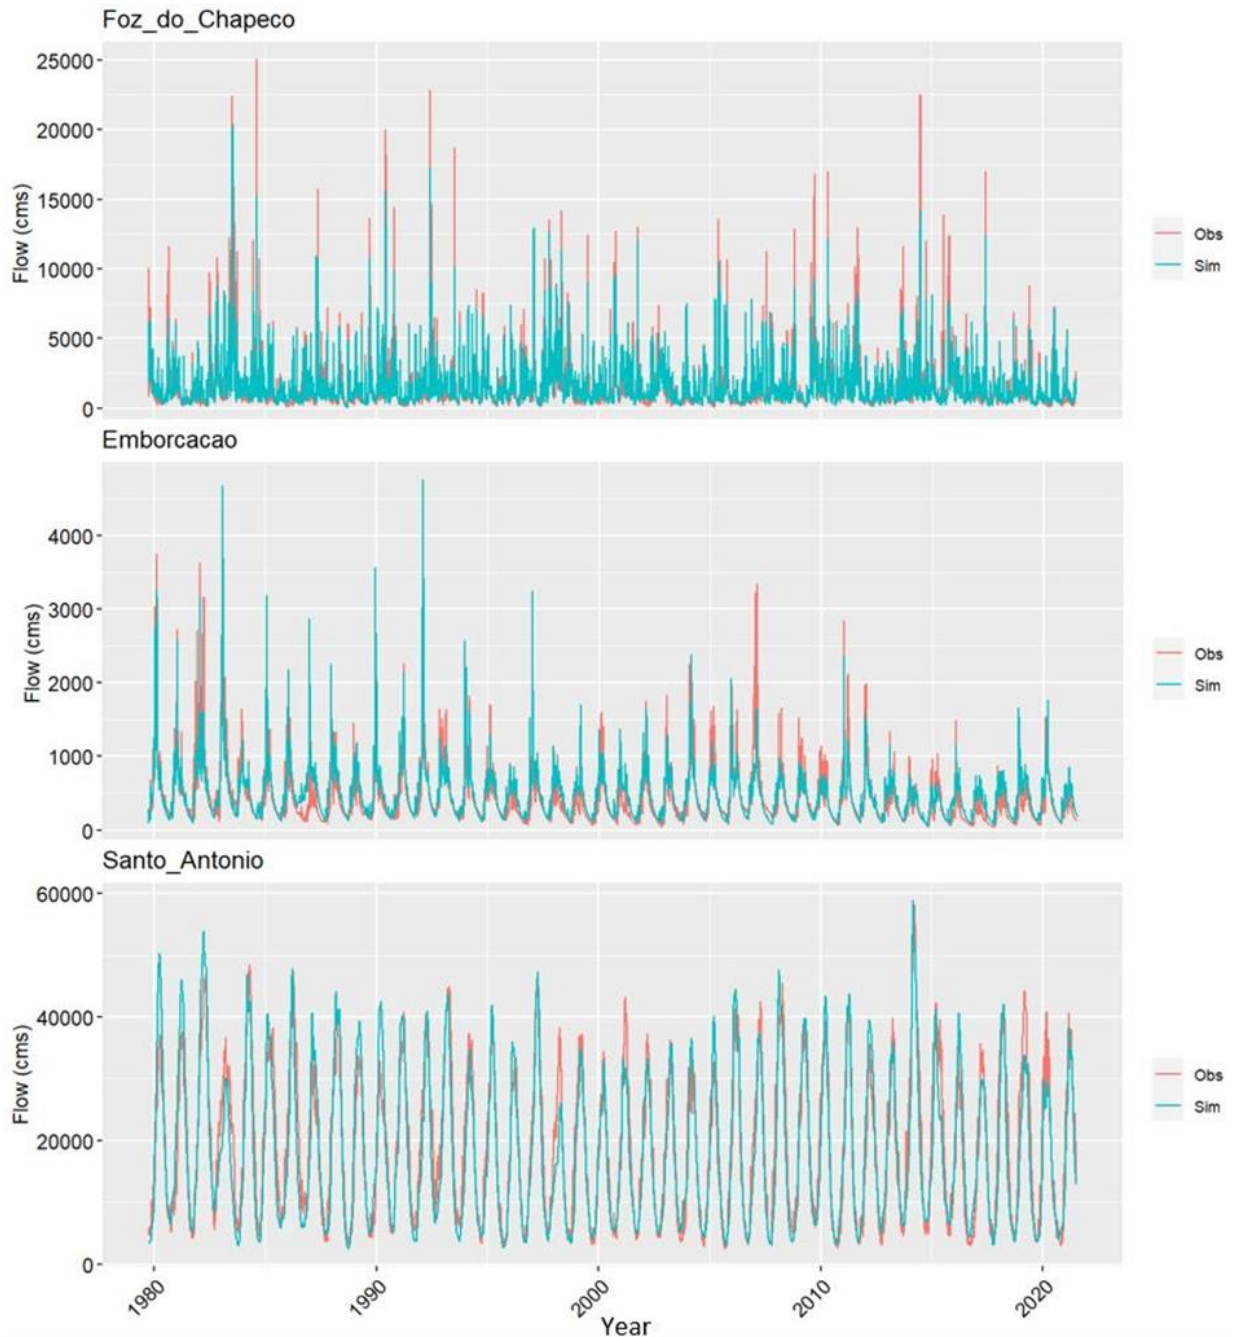 Foz_do_Chapeco
25000
20000
15000
10000
5000
0
Flow (cms)
Obs
Sim
Emborcacao
4000
3000
2000
1000
0
Flow (cms)
Obs
Sim
Santo_Antonio
60000
40000
20000
0
Flow (cms)
Obs
Sim
1980
1990
2000
2010
2020
Year